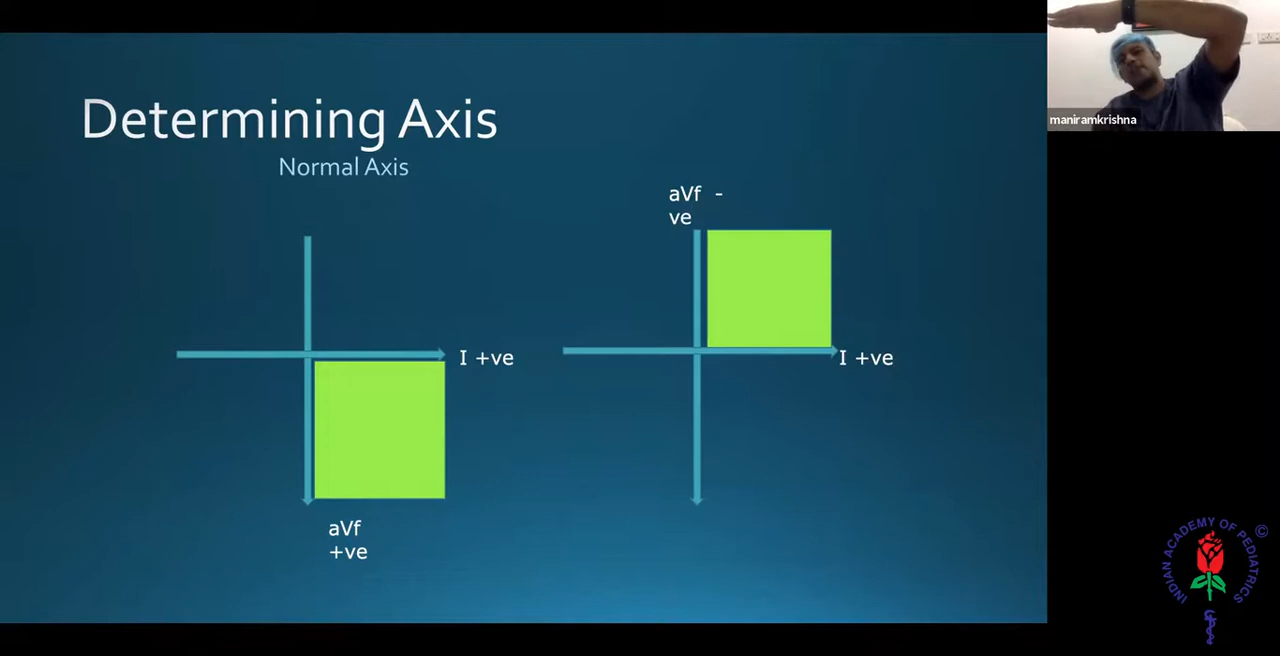 Determining Axis
Normal Axis
aVf -
ve
I +ve
I +ve
aVf
+ve
maniramkrishna
INDIAN ACADEMY OF PEDIATRICS
©